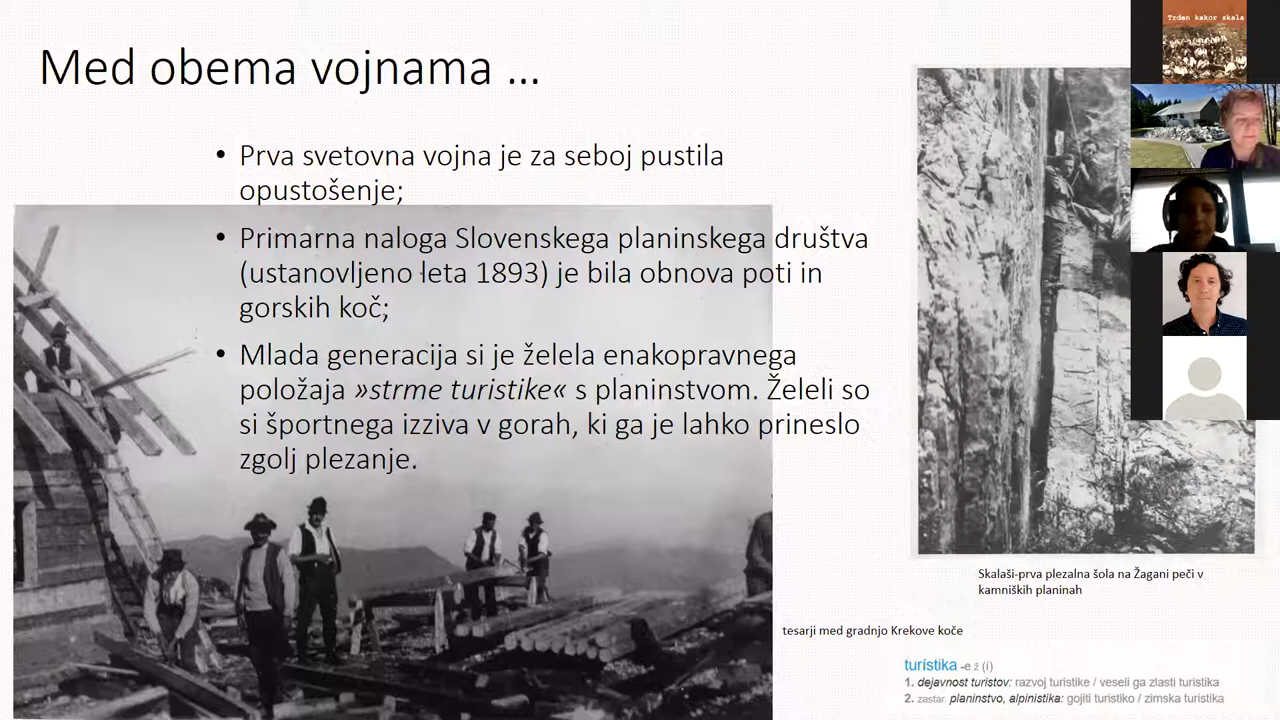 Med obema vojnama ...
• Prva svetovna vojna je za seboj pustila
opustošenje;
• Primarna naloga Slovenskega planinskega društva
(ustanovljeno leta 1893) je bila obnova poti in
gorskih koč;
• Mlada generacija si je želela enakopravnega
položaja »strme turistike« s planinstvom. Želeli so
si športnega izziva v gorah, ki ga je lahko prineslo
zgolj plezanje.
Trden kakor skala
Skalaši-prva plezalna šola na Žagani peči v
kamniških planinah
tesarji med gradnjo Krekove koče
turístika -e ž (í)
1. dejavnost turistov: razvoj turistike / veseli ga zlasti turistika
2. zastar. planinstvo, alpinistika: gojiti turistiko / zimska turistika